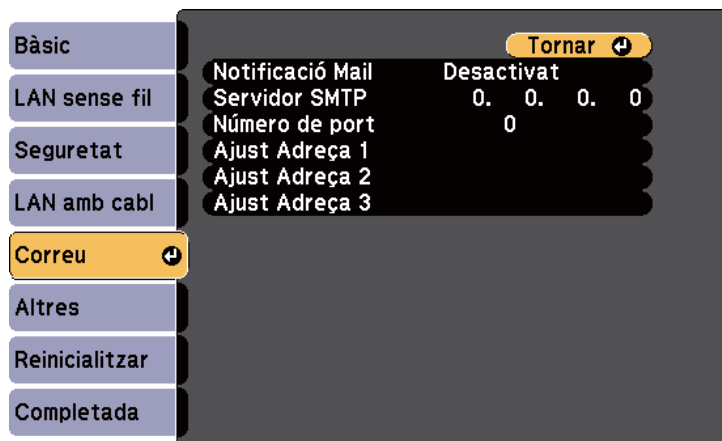 Bàsic
LAN sense fil
Seguretat
LAN amb cabl
Correu
Altres
Reinicialitzar
Completada
Tornar
Notificació Mail Desactivat
Servidor SMTP 0. 0. 0. 0
Número de port 0
Ajust Adreça 1
Ajust Adreça 2
Ajust Adreça 3